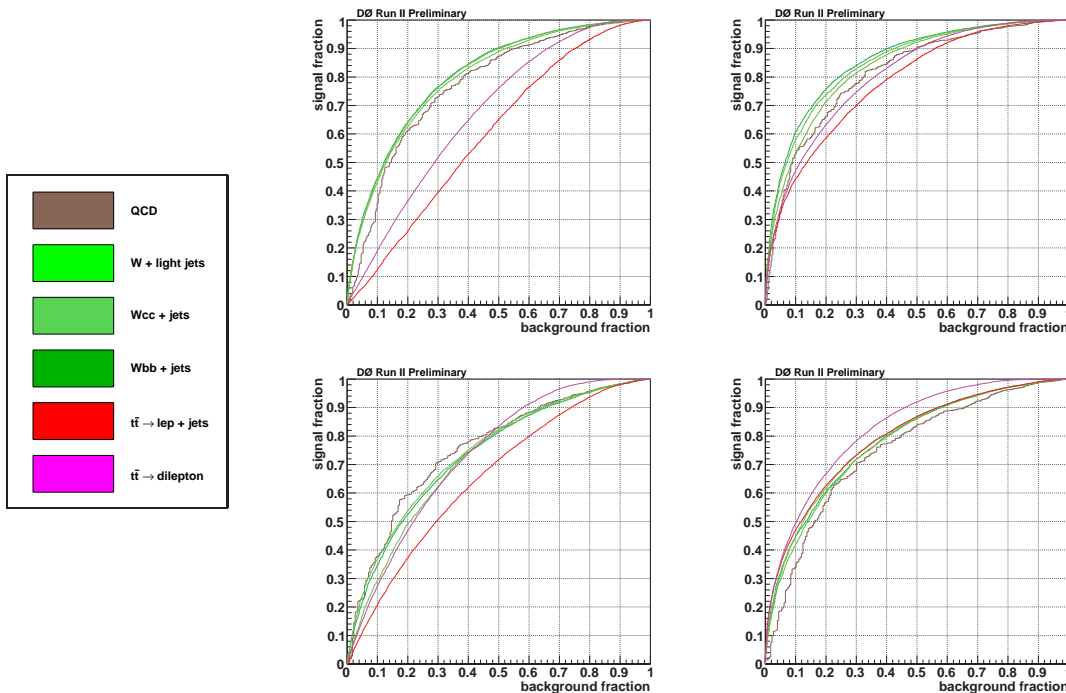 QCD
W + light jets
Wcc + jets
Wbb + jets
tt̄ → lep + jets
tt̄ → dilepton
DØ Run II Preliminary
signal fraction
1
0.9
0.8
0.7
0.6
0.5
0.4
0.3
0.2
0.1
0
0 0.1 0.2 0.3 0.4 0.5 0.6 0.7 0.8 0.9 1
background fraction
DØ Run II Preliminary
signal fraction
1
0.9
0.8
0.7
0.6
0.5
0.4
0.3
0.2
0.1
0
0 0.1 0.2 0.3 0.4 0.5 0.6 0.7 0.8 0.9 1
background fraction
DØ Run II Preliminary
signal fraction
1
0.9
0.8
0.7
0.6
0.5
0.4
0.3
0.2
0.1
0
0 0.1 0.2 0.3 0.4 0.5 0.6 0.7 0.8 0.9 1
background fraction
DØ Run II Preliminary
signal fraction
1
0.9
0.8
0.7
0.6
0.5
0.4
0.3
0.2
0.1
0
0 0.1 0.2 0.3 0.4 0.5 0.6 0.7 0.8 0.9 1
background fraction